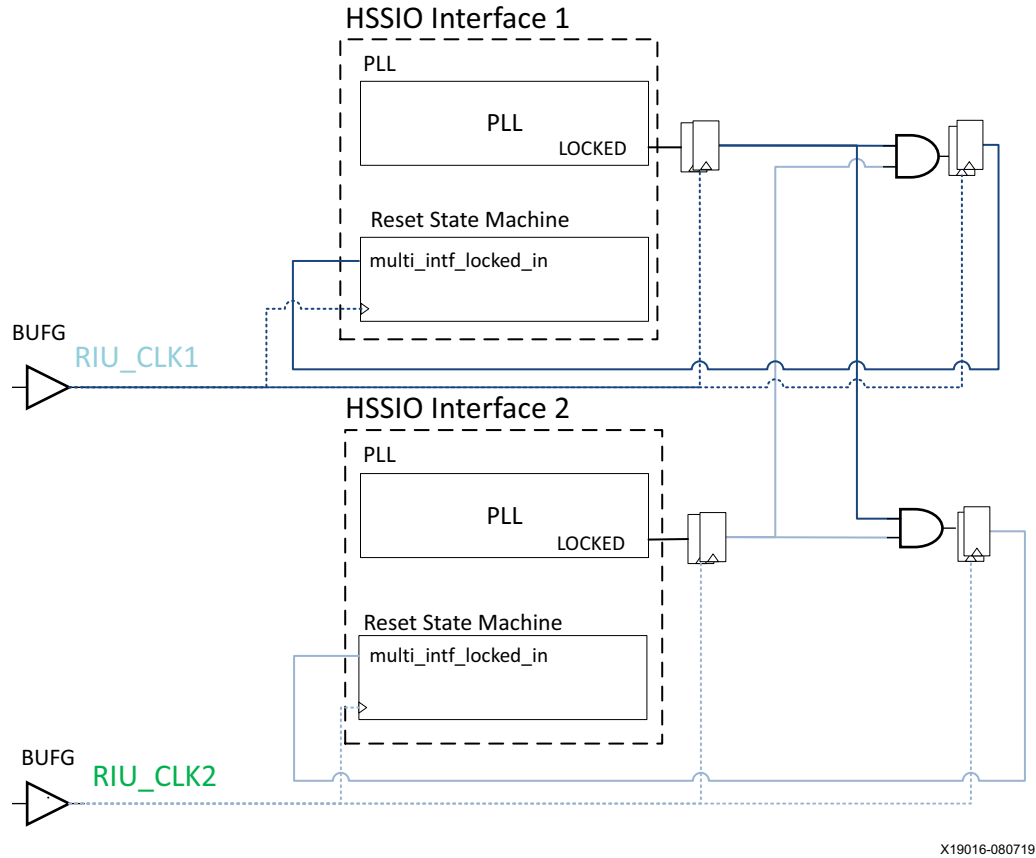 HSSIO Interface 1
PLL
PLL
LOCKED
Reset State Machine
multi_intf_locked_in
BUFG
RIU_CLK1
HSSIO Interface 2
PLL
PLL
LOCKED
Reset State Machine
multi_intf_locked_in
BUFG
RIU_CLK2
X19016-080719